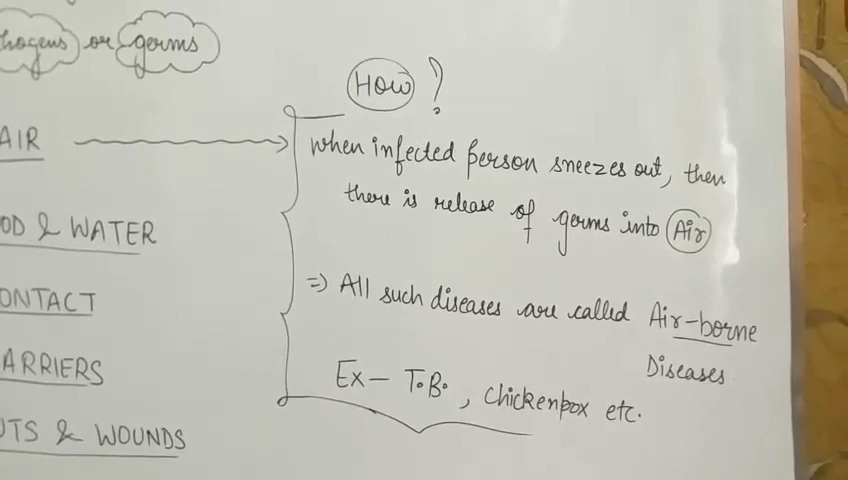 hogens or germs
How ?
AIR
when infected person sneezes out, then
there is release of germs into Air
OD & WATER
=> All such diseases are called Air-borne
Diseases.
ONTACT
ARRIERS
Ex - T.B., chickenpox etc.
UTS & WOUNDS